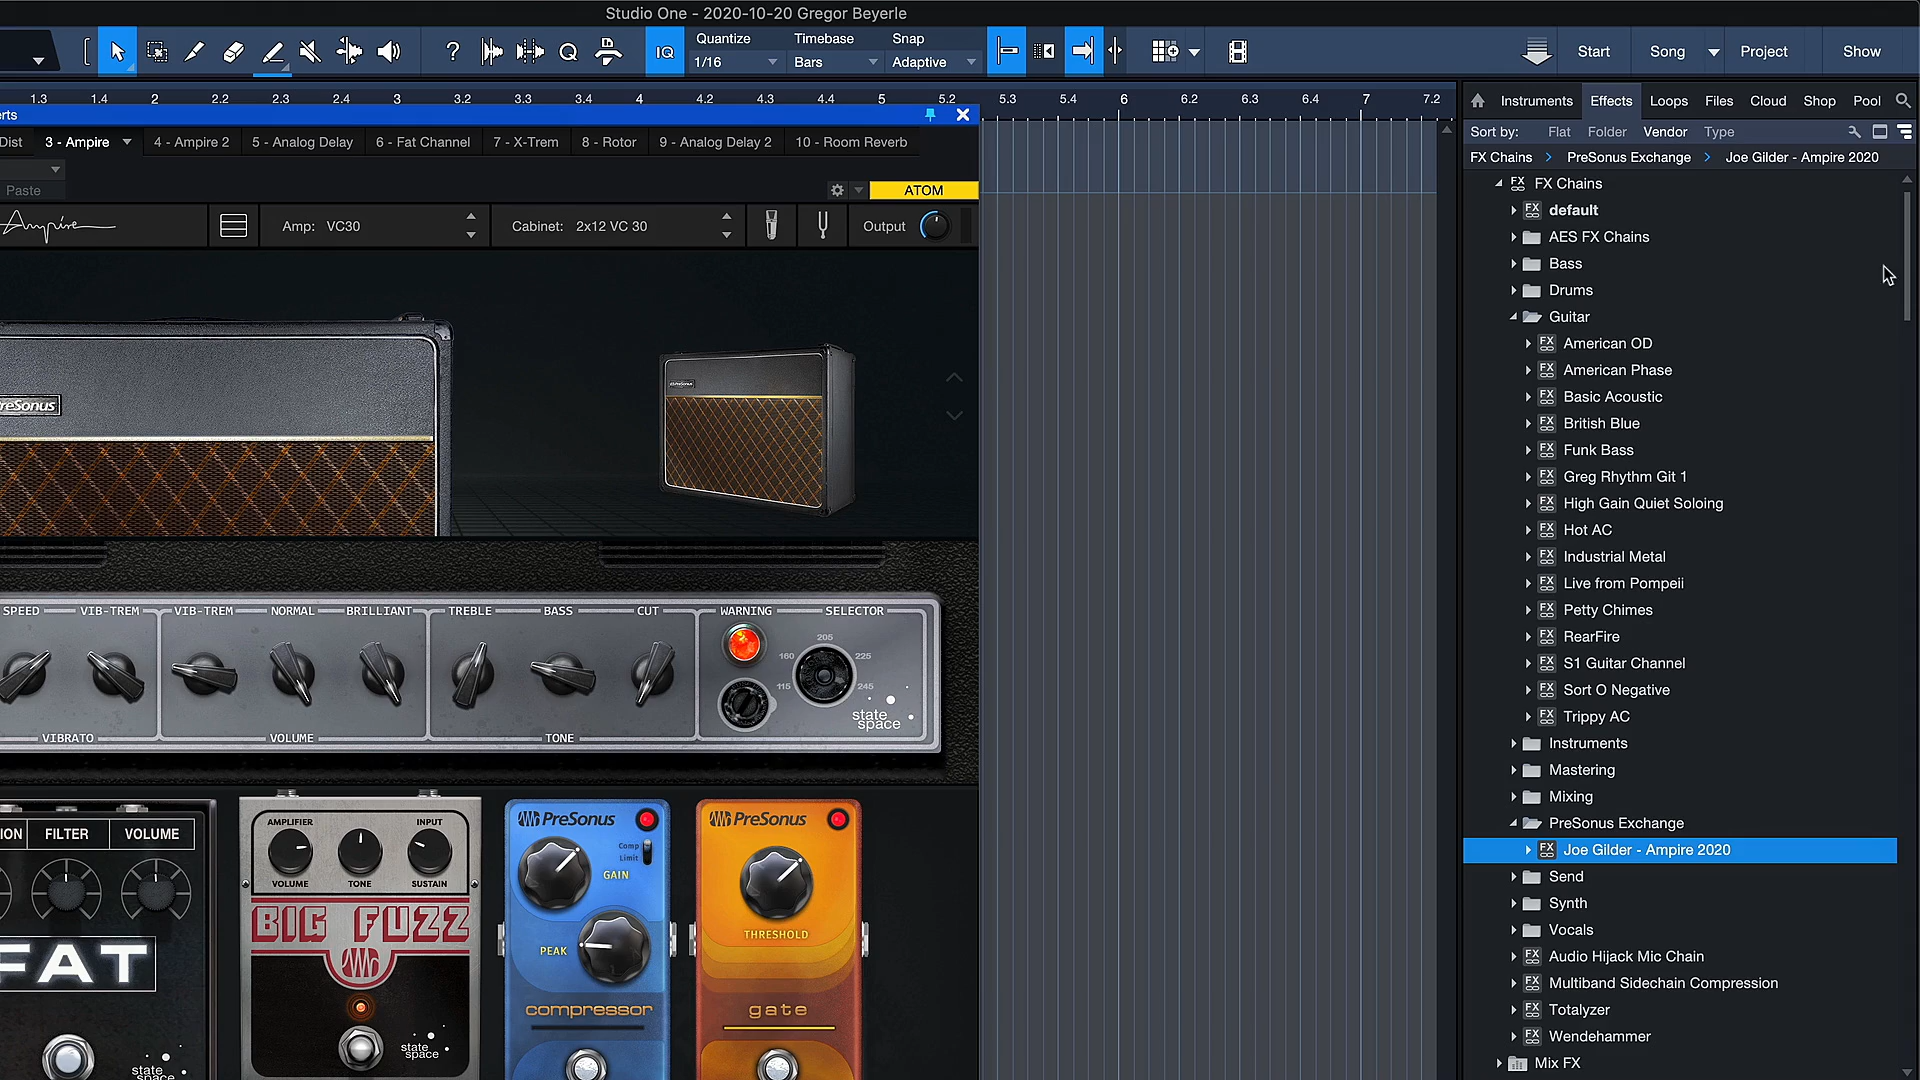 Studio One - 2020-10-20 Gregor Beyerle
IQ
Quantize
1/16
Timebase
Bars
Snap
Adaptive
Start
Song
Project
Show
1.3 1.4 2 2.2 2.3 2.4 3 3.2 3.3 3.4 4 4.2 4.3 4.4 5 5.2 5.3 5.4 6 6.2 6.3 6.4 7 7.2
erts
Dist 3 - Ampire 4 - Ampire 2 5 - Analog Delay 6 - Fat Channel 7 - X-Trem 8 - Rotor 9 - Analog Delay 2 10 - Room Reverb
Paste
ATOM
Ampire
Amp: VC30
Cabinet: 2x12 VC 30
Output
reSonus
PreSonus
SPEED VIB-TREM VIB-TREM NORMAL BRILLIANT TREBLE BASS CUT WARNING SELECTOR
115 160 205 225 245
state space
VIBRATO VOLUME TONE
ION FILTER VOLUME
FAT
state space
AMPLIFIER INPUT
VOLUME TONE SUSTAIN
BIG FUZZ
state space
PreSonus
Comp
Limit
GAIN
PEAK
compressor
PreSonus
THRESHOLD
gate
Instruments Effects Loops Files Cloud Shop Pool
Sort by: Flat Folder Vendor Type
FX Chains > PreSonus Exchange > Joe Gilder - Ampire 2020
FX Chains
default
AES FX Chains
Bass
Drums
Guitar
American OD
American Phase
Basic Acoustic
British Blue
Funk Bass
Greg Rhythm Git 1
High Gain Quiet Soloing
Hot AC
Industrial Metal
Live from Pompeii
Petty Chimes
RearFire
S1 Guitar Channel
Sort O Negative
Trippy AC
Instruments
Mastering
Mixing
PreSonus Exchange
Joe Gilder - Ampire 2020
Send
Synth
Vocals
Audio Hijack Mic Chain
Multiband Sidechain Compression
Totalyzer
Wendehammer
Mix FX